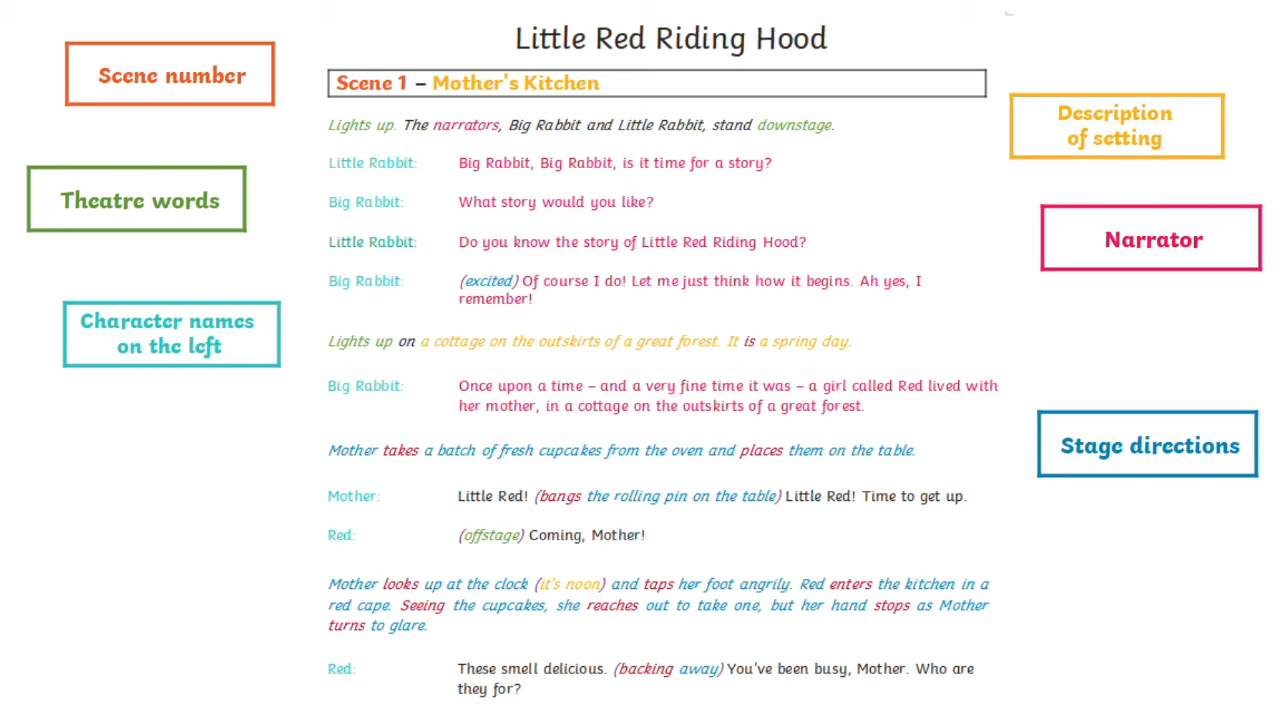 Little Red Riding Hood
Scene number
Scene 1 – Mother's Kitchen
Description
of setting
Lights up. The narrators, Big Rabbit and Little Rabbit, stand downstage.
Little Rabbit: Big Rabbit, Big Rabbit, is it time for a story?
Theatre words
Big Rabbit: What story would you like?
Narrator
Little Rabbit: Do you know the story of Little Red Riding Hood?
Big Rabbit: (excited) Of course I do! Let me just think how it begins. Ah yes, I
remember!
Character names
on the left
Lights up on a cottage on the outskirts of a great forest. It is a spring day.
Big Rabbit: Once upon a time – and a very fine time it was – a girl called Red lived with
her mother, in a cottage on the outskirts of a great forest.
Stage directions
Mother takes a batch of fresh cupcakes from the oven and places them on the table.
Mother: Little Red! (bangs the rolling pin on the table) Little Red! Time to get up.
Red: (offstage) Coming, Mother!
Mother looks up at the clock (it's noon) and taps her foot angrily. Red enters the kitchen in a
red cape. Seeing the cupcakes, she reaches out to take one, but her hand stops as Mother
turns to glare.
Red: These smell delicious. (backing away) You've been busy, Mother. Who are
they for?